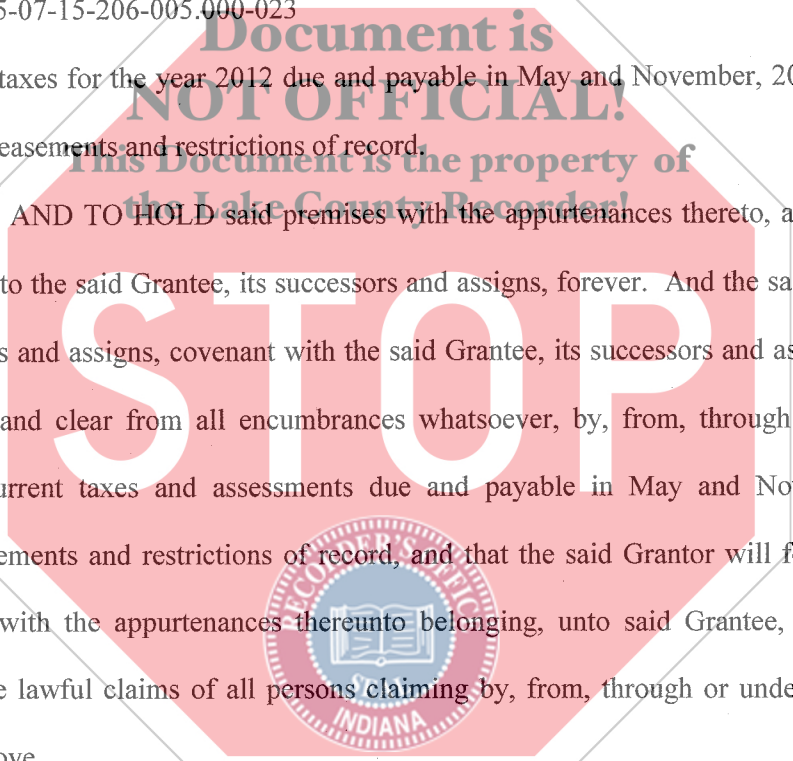 5-07-15-206-005.000-023
Document is
taxes for the year 2012 due and payable in May and November, 20
NOT OFFICIAL!
easements and restrictions of record.
This Document is the property of
the Lake County Recorder!
AND TO HOLD said premises with the appurtenances thereto, a
to the said Grantee, its successors and assigns, forever. And the sa
s and assigns, covenant with the said Grantee, its successors and as
STOP
and clear from all encumbrances whatsoever, by, from, through
urrent taxes and assessments due and payable in May and Nov
ements and restrictions of record, and that the said Grantor will f
RECORDER'S OFFICE
with the appurtenances thereunto belonging, unto said Grantee,
e lawful claims of all persons claiming by, from, through or unde
SEAL
INDIANA
ove